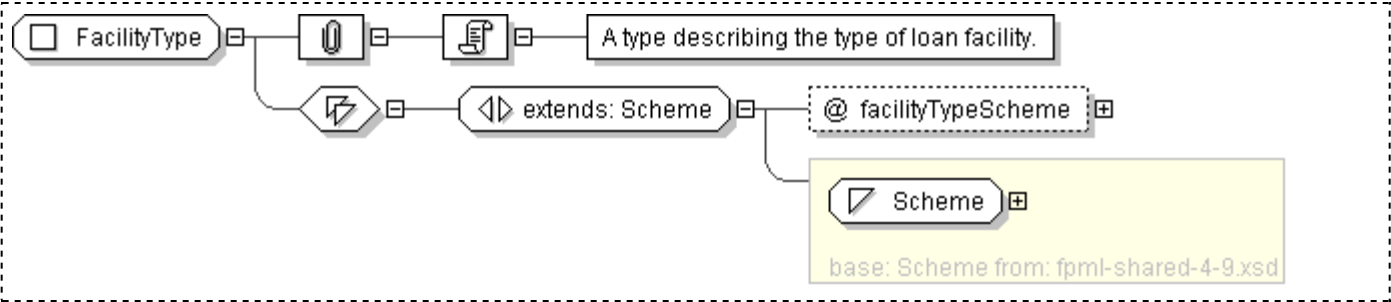 FacilityType
A type describing the type of loan facility.
extends: Scheme
@ facilityTypeScheme
Scheme
base: Scheme from: fpml-shared-4-9.xsd